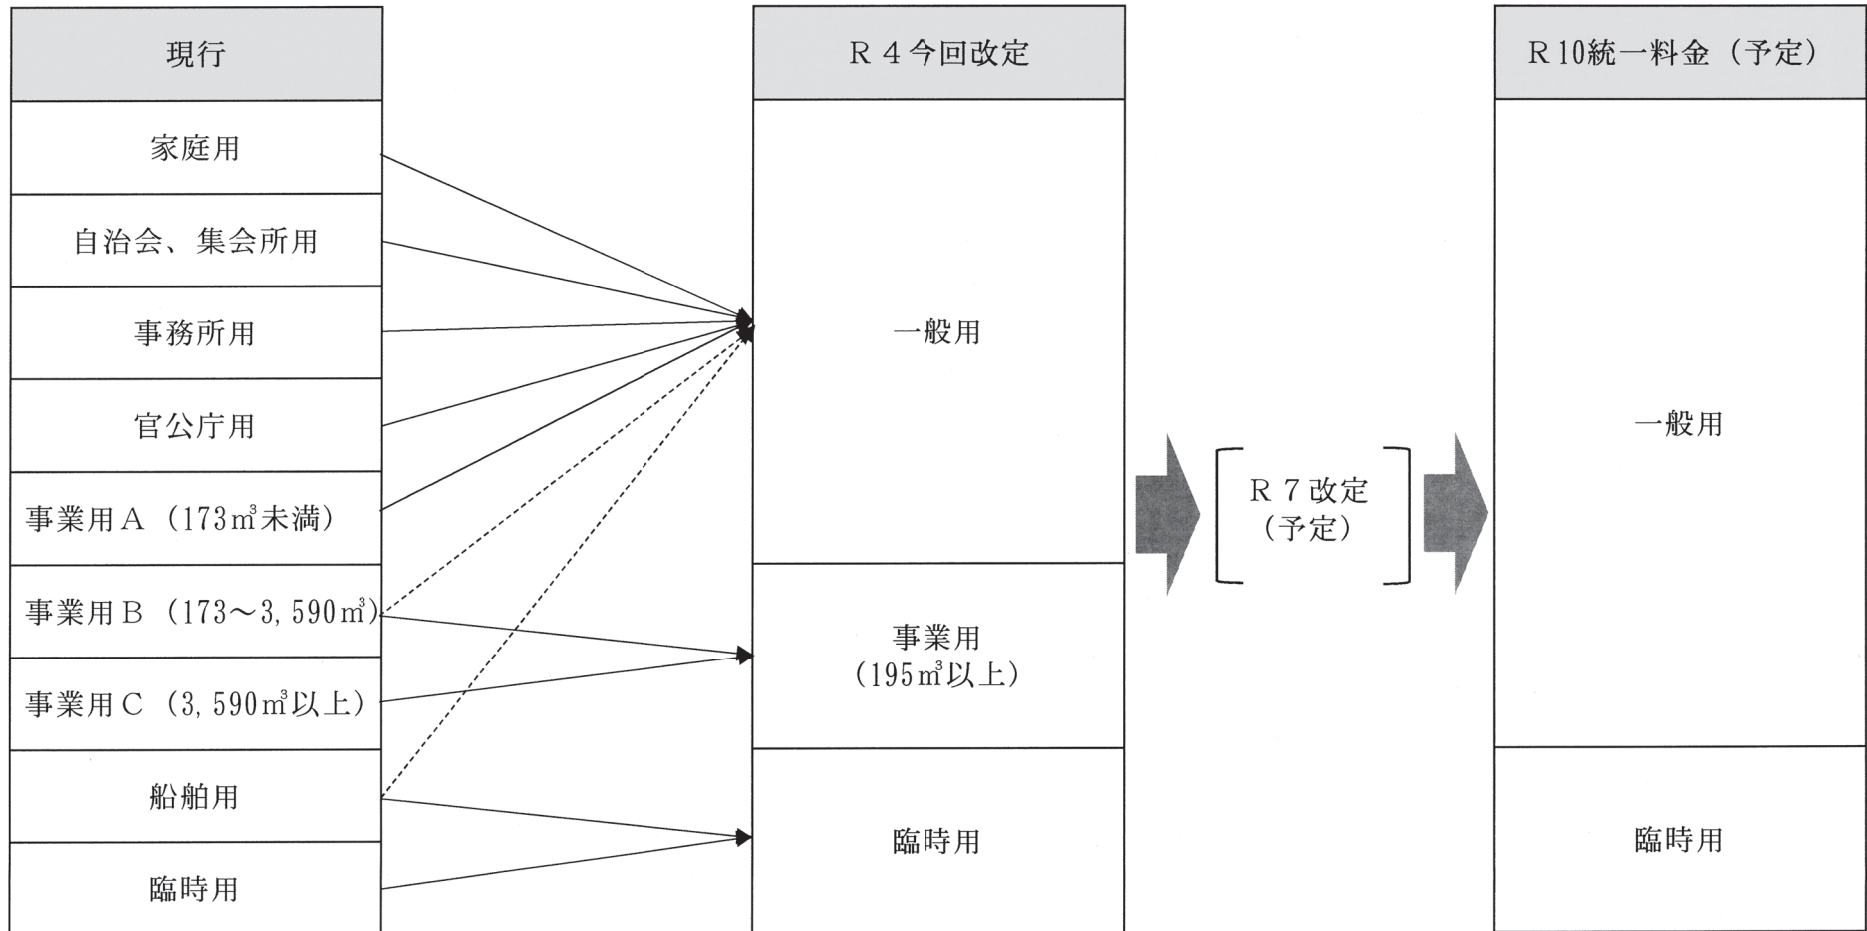 現行
家庭用
自治会、集会所用
事務所用
官公庁用
事業用A（173㎥未満）
事業用B（173～3,590㎥）
事業用C（3,590㎥以上）
船舶用
臨時用
R4今回改定
一般用
事業用
（195㎥以上）
臨時用
R7改定
（予定）
R10統一料金（予定）
一般用
臨時用